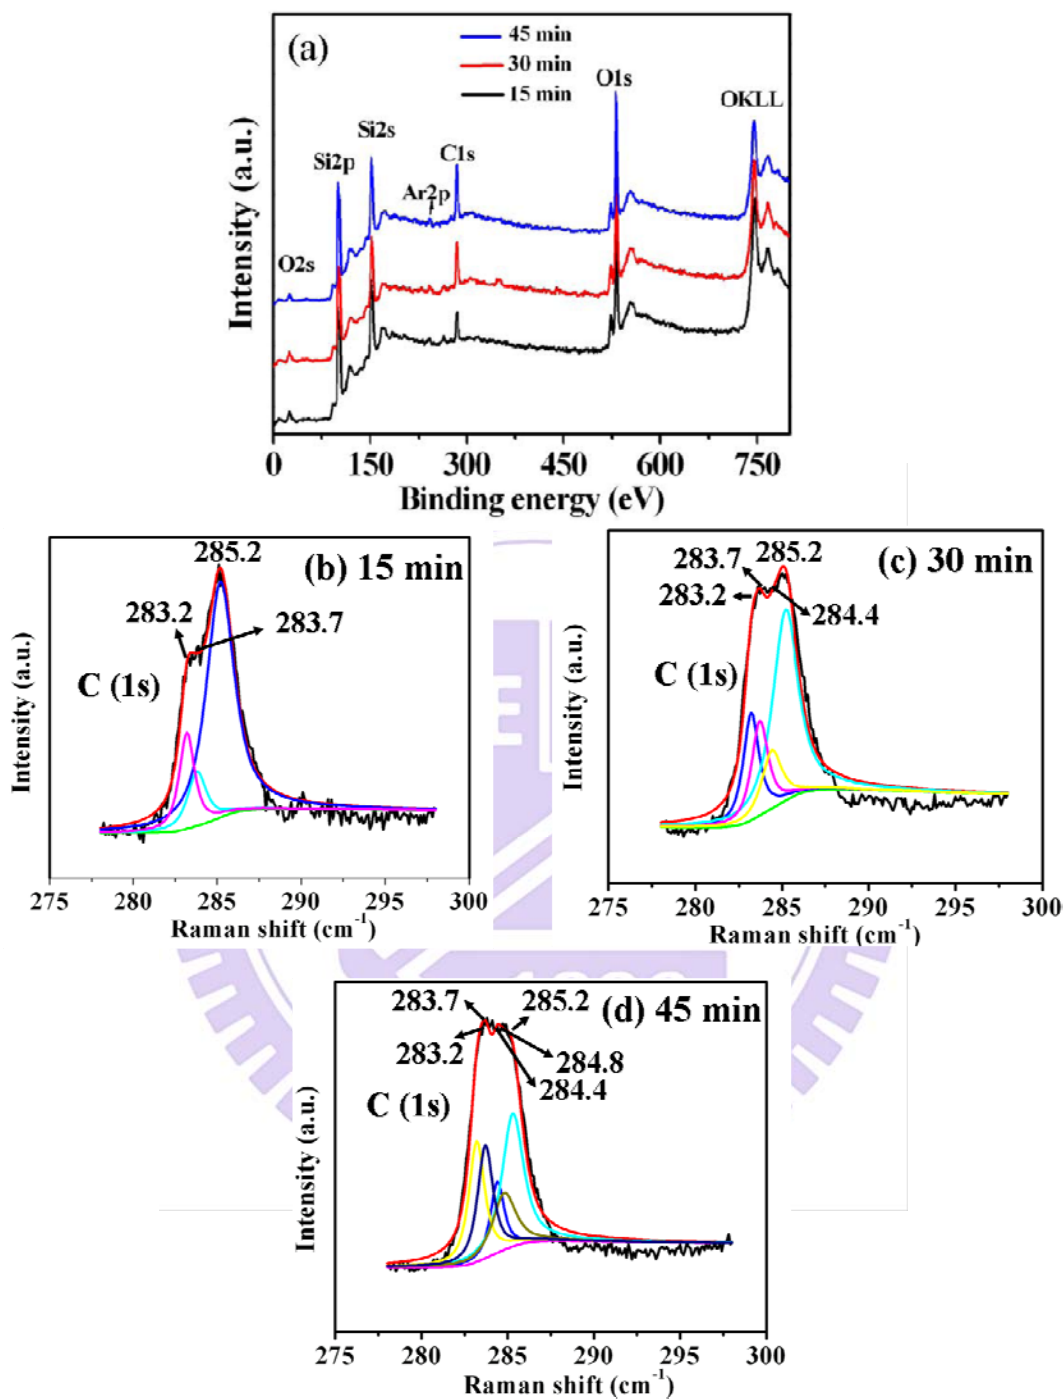 (a)
45 min
30 min
15 min
O1s
OKLL
Si2s
Si2p
C1s
Ar2p
O2s
Intensity (a.u.)
0 150 300 450 600 750
Binding energy (eV)
285.2
(b) 15 min
283.2
283.7
C (1s)
Intensity (a.u.)
275 280 285 290 295 300
Raman shift (cm-1)
283.7 285.2
(c) 30 min
283.2
284.4
C (1s)
Intensity (a.u.)
275 280 285 290 295 300
Raman shift (cm-1)
283.7 285.2
(d) 45 min
283.2
284.8
284.4
C (1s)
Intensity (a.u.)
275 280 285 290 295 300
Raman shift (cm-1)